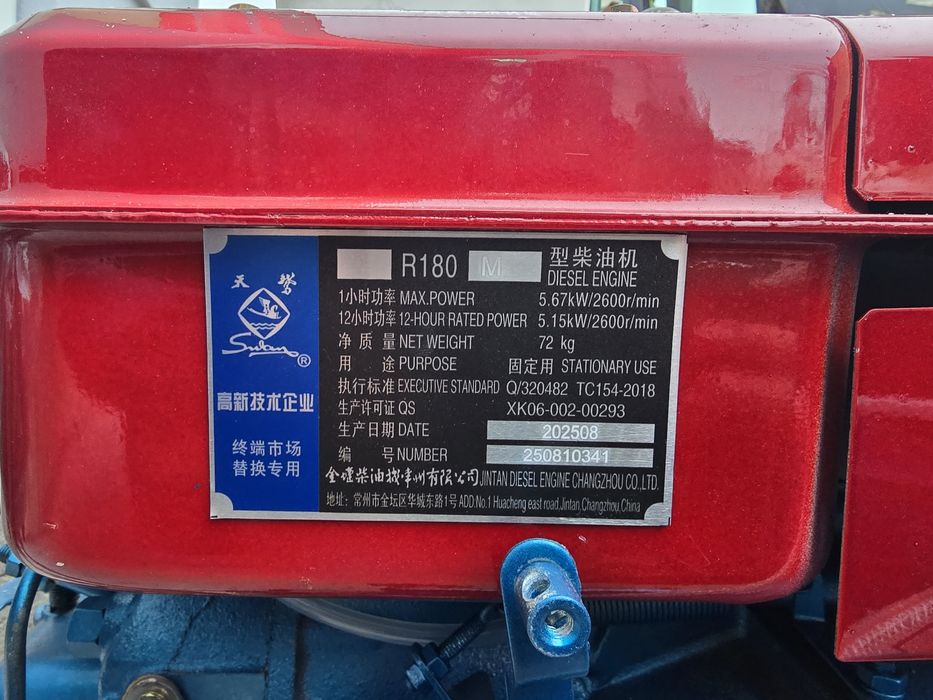 天鹫
Sulan ®
高新技术企业
终端市场
替换专用
R180 M 型柴油机
DIESEL ENGINE
1小时功率 MAX.POWER 5.67kW/2600r/min
12小时功率 12-HOUR RATED POWER 5.15kW/2600r/min
净 质 量 NET WEIGHT 72 kg
用 途 PURPOSE 固定用 STATIONARY USE
执行标准 EXECUTIVE STANDARD Q/320482 TC154-2018
生产许可证 QS XK06-002-00293
生产日期 DATE 202508
编 号 NUMBER 250810341
金坛柴油机常州有限公司 JINTAN DIESEL ENGINE CHANGZHOU CO.,LTD.
地址: 常州市金坛区华城东路1号 ADD:No.1 Huacheng east road,Jintan,Changzhou,China